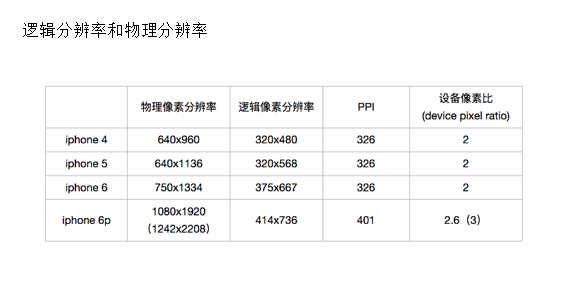 逻辑分辨率和物理分辨率
物理像素分辨率 逻辑像素分辨率 PPI 设备像素比
(device pixel ratio)
iphone 4 640x960 320x480 326 2
iphone 5 640x1136 320x568 326 2
iphone 6 750x1334 375x667 326 2
iphone 6p 1080x1920 414x736 401 2.6（3）
（1242x2208）